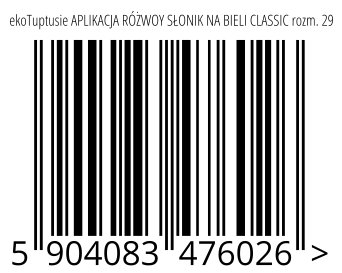 ekoTuptusie APLIKACJA RÓŻWOY SŁONIK NA BIELI CLASSIC rozm. 29
5 904083 476026 >